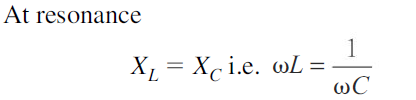 At resonance
X_L = X_C i.e. ωL = 1/ωC